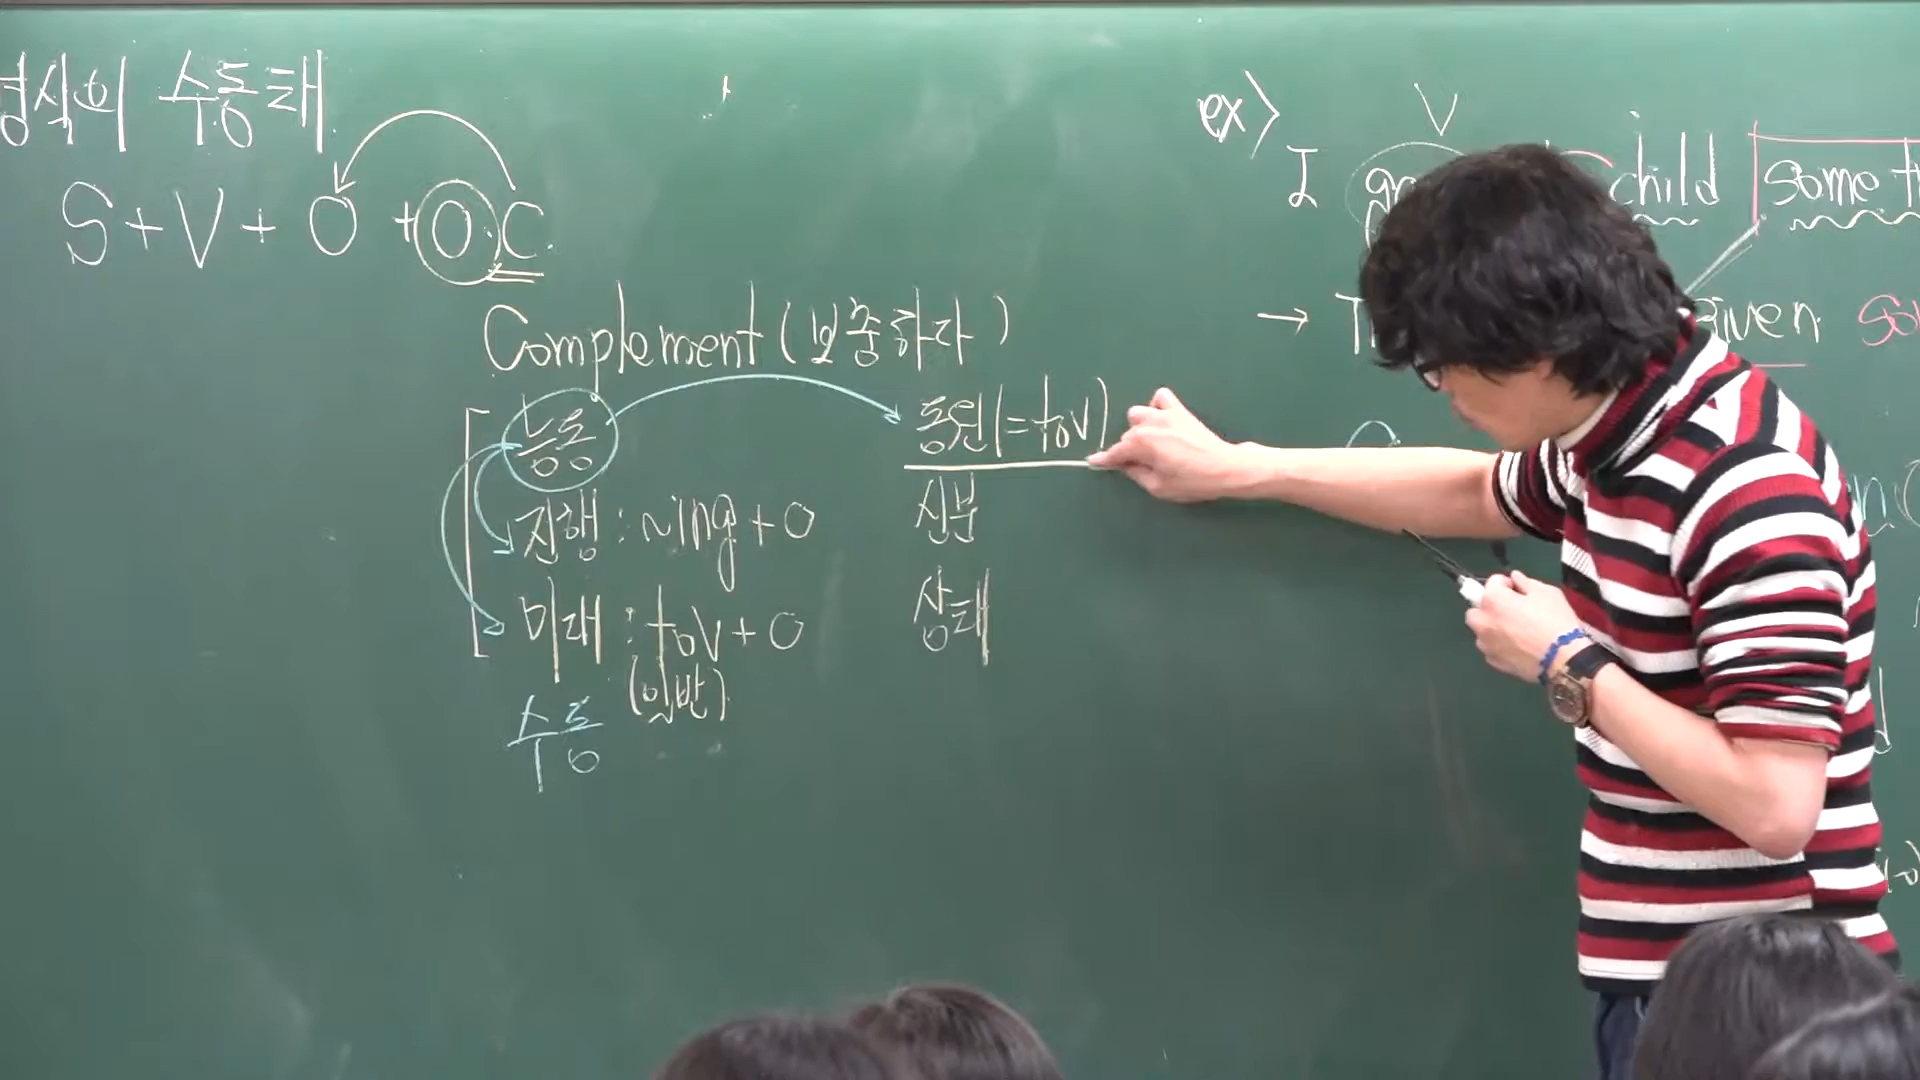 형식의 수동태
S + V + O + O.C
Complement (보충하다)
능동
진행 : ~ing + O
미래 : toV + O
(일반)
수동
동원(=toV)
신분
상태
ex>
V
I child some
→ given